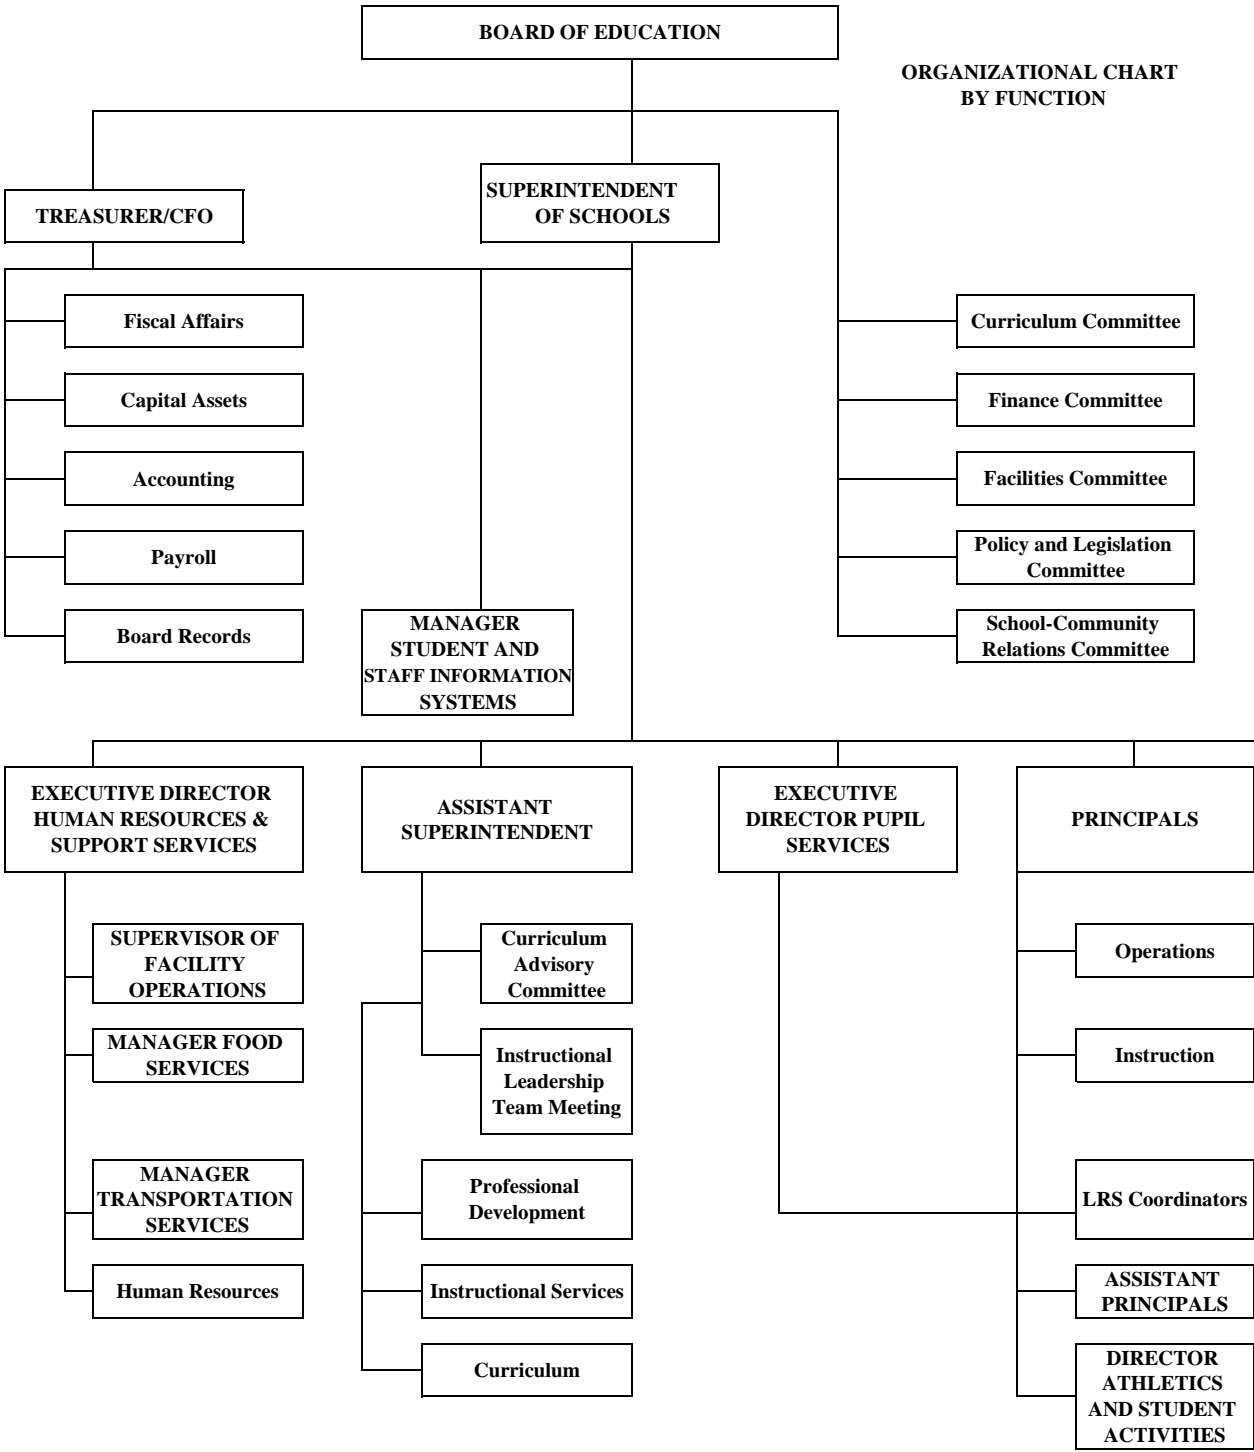 BOARD OF EDUCATION
ORGANIZATIONAL CHART
BY FUNCTION
TREASURER/CFO
SUPERINTENDENT
OF SCHOOLS
Fiscal Affairs
Capital Assets
Accounting
Payroll
Board Records
MANAGER
STUDENT AND
STAFF INFORMATION
SYSTEMS
Curriculum Committee
Finance Committee
Facilities Committee
Policy and Legislation
Committee
School-Community
Relations Committee
EXECUTIVE DIRECTOR
HUMAN RESOURCES &
SUPPORT SERVICES
SUPERVISOR OF
FACILITY
OPERATIONS
MANAGER FOOD
SERVICES
MANAGER
TRANSPORTATION
SERVICES
Human Resources
ASSISTANT
SUPERINTENDENT
Curriculum
Advisory
Committee
Instructional
Leadership
Team Meeting
Professional
Development
Instructional Services
Curriculum
EXECUTIVE
DIRECTOR PUPIL
SERVICES
PRINCIPALS
Operations
Instruction
LRS Coordinators
ASSISTANT
PRINCIPALS
DIRECTOR
ATHLETICS
AND STUDENT
ACTIVITIES